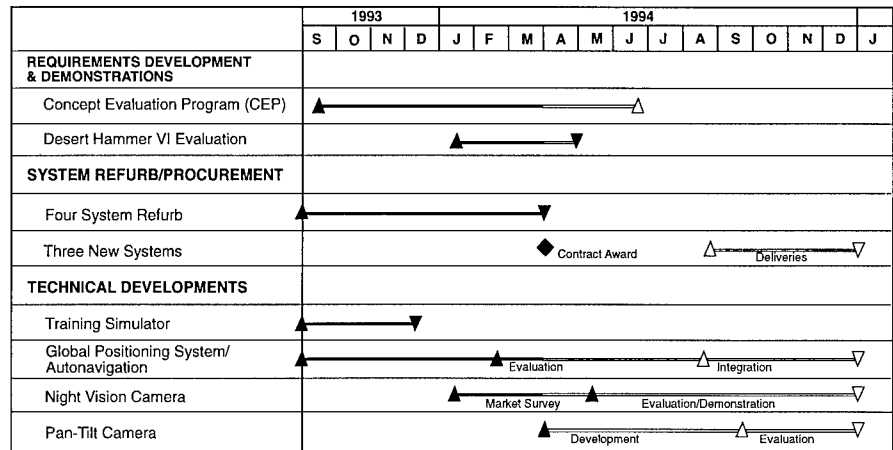 1993 1994
S O N D J F M A M J J A S O N D J
REQUIREMENTS DEVELOPMENT
& DEMONSTRATIONS
Concept Evaluation Program (CEP)
Desert Hammer VI Evaluation
SYSTEM REFURB/PROCUREMENT
Four System Refurb
Three New Systems Contract Award Deliveries
TECHNICAL DEVELOPMENTS
Training Simulator
Global Positioning System/
Autonavigation Evaluation Integration
Night Vision Camera Market Survey Evaluation/Demonstration
Pan-Tilt Camera Development Evaluation